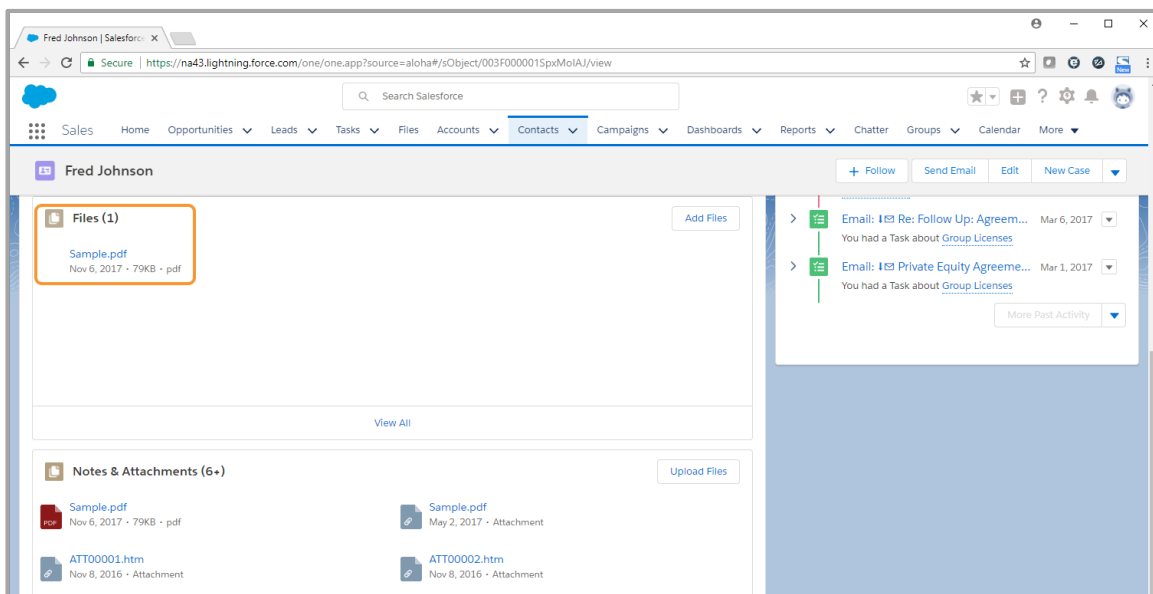 Fred Johnson | Salesforce
Secure | https://na43.lightning.force.com/one/one.app?source=aloha#/sObject/003F000001SpxMoIAJ/view
New
Search Salesforce
Sales Home Opportunities Leads Tasks Files Accounts Contacts Campaigns Dashboards Reports Chatter Groups Calendar More
Fred Johnson
+ Follow Send Email Edit New Case
Files (1)
Add Files
Sample.pdf
Nov 6, 2017 • 79KB • pdf
View All
Notes & Attachments (6+)
Upload Files
PDF
Sample.pdf
Nov 6, 2017 • 79KB • pdf
Sample.pdf
May 2, 2017 • Attachment
ATT00001.htm
Nov 8, 2016 • Attachment
ATT00002.htm
Nov 8, 2016 • Attachment
Email: Re: Follow Up: Agreem... Mar 6, 2017
You had a Task about Group Licenses
Email: Private Equity Agreeme... Mar 1, 2017
You had a Task about Group Licenses
More Past Activity